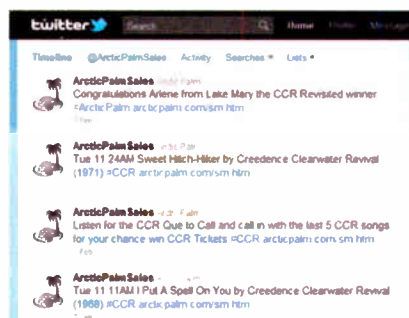 twitter Search Home Profile Messages
Timeline @ArcticPalmSales Activity Searches Lists
ArcticPalmSales
Congratulations Arlene from Lake Mary the CCR Revisited winner
#ArcticPalm arcticpalm.com/sm.htm
ArcticPalmSales
Tue 11 24AM Sweet Hitch-Hiker by Creedence Clearwater Revival
(1971) #CCR arcticpalm.com/sm.htm
ArcticPalmSales
Listen for the CCR Que to Call and call in with the last 5 CCR songs
for your chance win CCR Tickets #CCR arcticpalm.com.sm.htm
ArcticPalmSales
Tue 11 11AM I Put A Spell On You by Creedence Clearwater Revival
(1968) #CCR arcticpalm.com/sm.htm